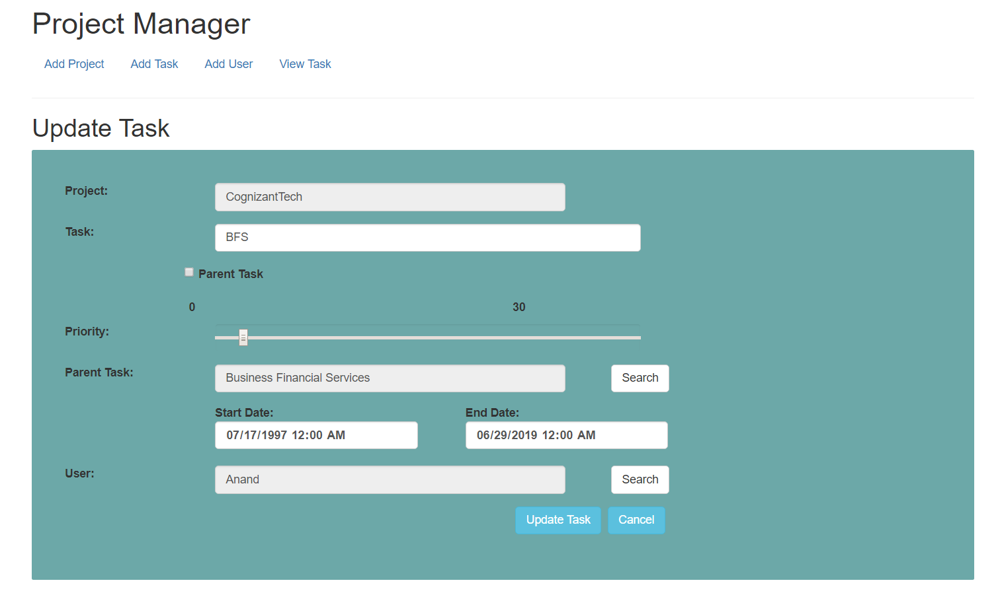 Project Manager
Add Project Add Task Add User View Task
Update Task
Project: CognizantTech
Task: BFS
Parent Task
0 30
Priority:
Parent Task: Business Financial Services Search
Start Date: End Date:
07/17/1997 12:00 AM 06/29/2019 12:00 AM
User: Anand Search
Update Task Cancel